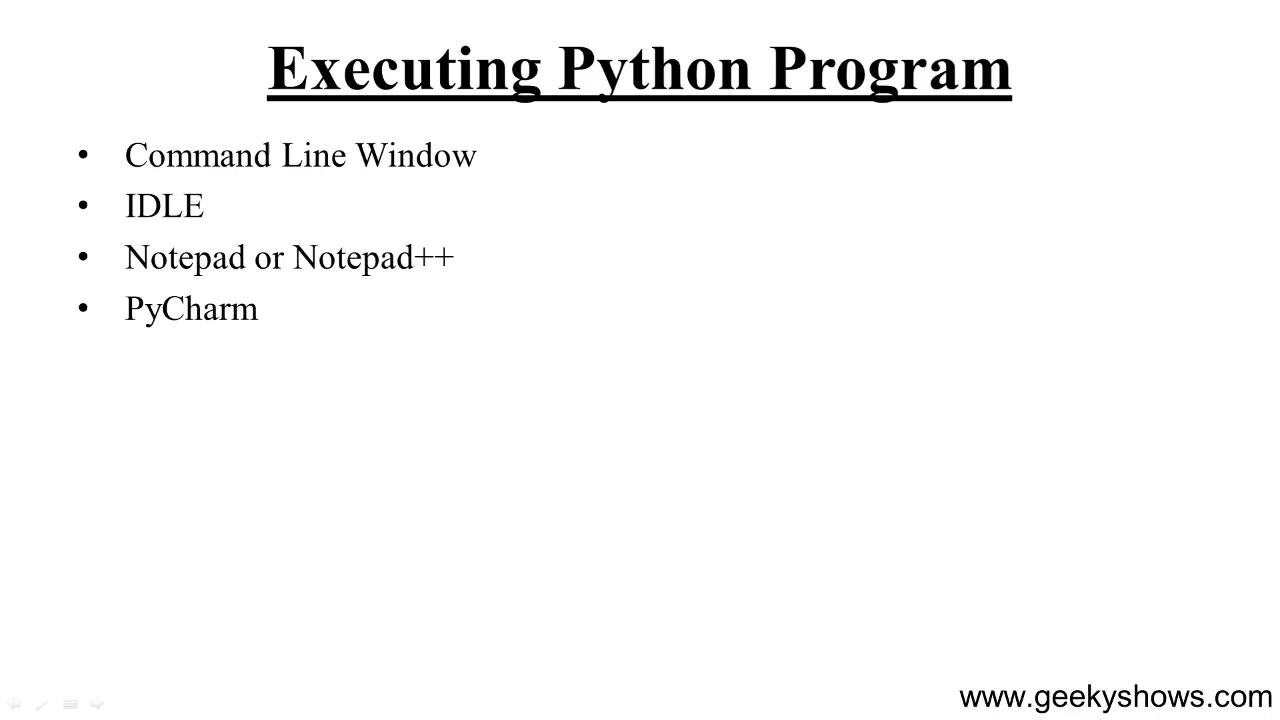 Executing Python Program
• Command Line Window
• IDLE
• Notepad or Notepad++
• PyCharm
www.geekyshows.com